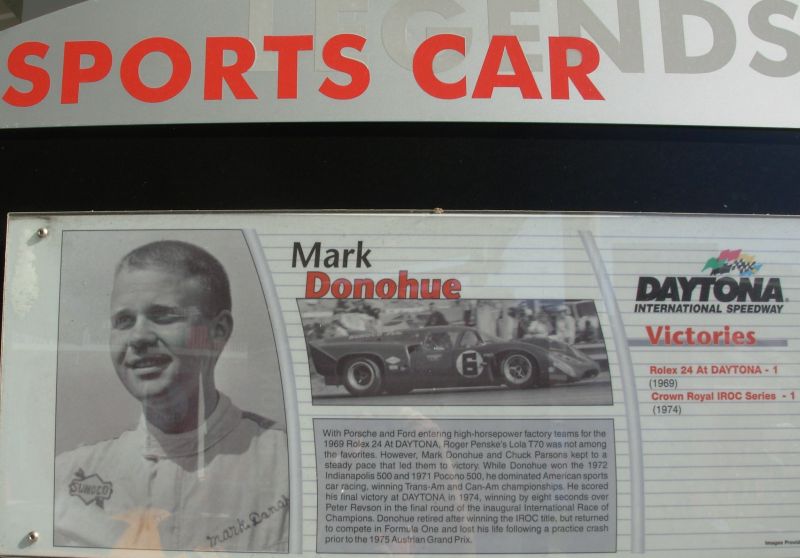 LEGENDS
SPORTS CAR
Mark
Donohue
6
SUNOCO
DAYTONA
INTERNATIONAL SPEEDWAY
Victories
Rolex 24 At DAYTONA - 1
(1969)
Crown Royal IROC Series - 1
(1974)
With Porsche and Ford entering high-horsepower factory teams for the
1969 Rolex 24 At DAYTONA, Roger Penske's Lola T70 was not among
the favorites. However, Mark Donohue and Chuck Parsons kept to a
steady pace that led them to victory. While Donohue won the 1972
Indianapolis 500 and 1971 Pocono 500, he dominated American sports
car racing, winning Trans-Am and Can-Am championships. He scored
his final victory at DAYTONA in 1974, winning by eight seconds over
Peter Revson in the final round of the inaugural International Race of
Champions. Donohue retired after winning the IROC title, but returned
to compete in Formula One and lost his life following a practice crash
prior to the 1975 Austrian Grand Prix.
Mark
Images Provid